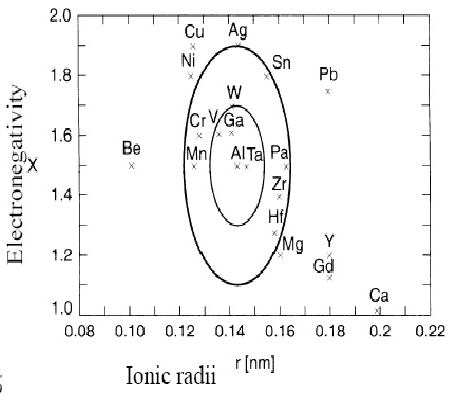 2.0
Cu
Ag
Ni
Sn
Pb
1.8
W
V
Ga
Cr
1.6
Be
Mn
Al
Ta
Pa
Zr
1.4
Hf
Mg
Y
1.2
Gd
Ca
1.0
0.08 0.10 0.12 0.14 0.16 0.18 0.20 0.22
Electronegativity
X
Ionic radii r [nm]